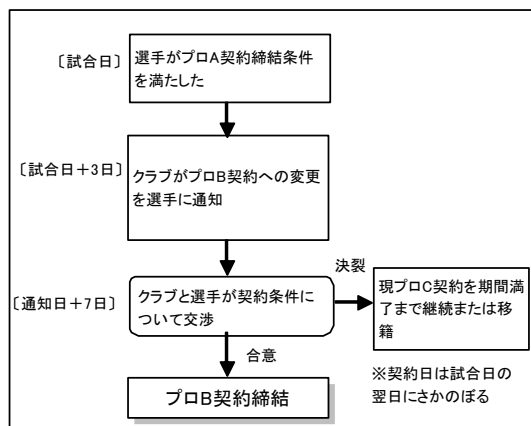 〔試合日〕
選手がプロA契約締結条件
を満たした
〔試合日+3日〕
クラブがプロB契約への変更
を選手に通知
〔通知日+7日〕
クラブと選手が契約条件に
ついて交渉
決裂
現プロC契約を期間満
了まで継続または移
籍
合意
プロB契約締結
※契約日は試合日の
翌日にさかのぼる